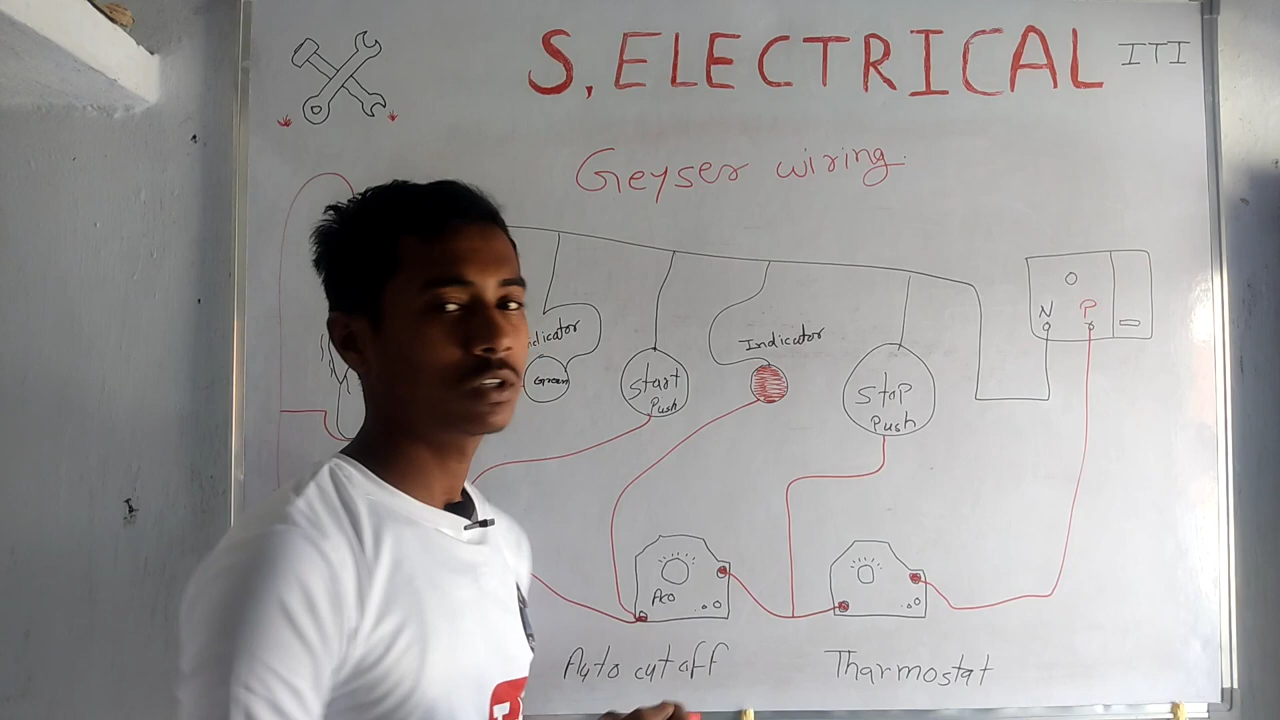 S, ELECTRICAL ITI
Geyser wiring.
N P
Indicator
Green
Start
Push
Indicator
Stop
Push
Aco
Auto cutoff
Tharmostat